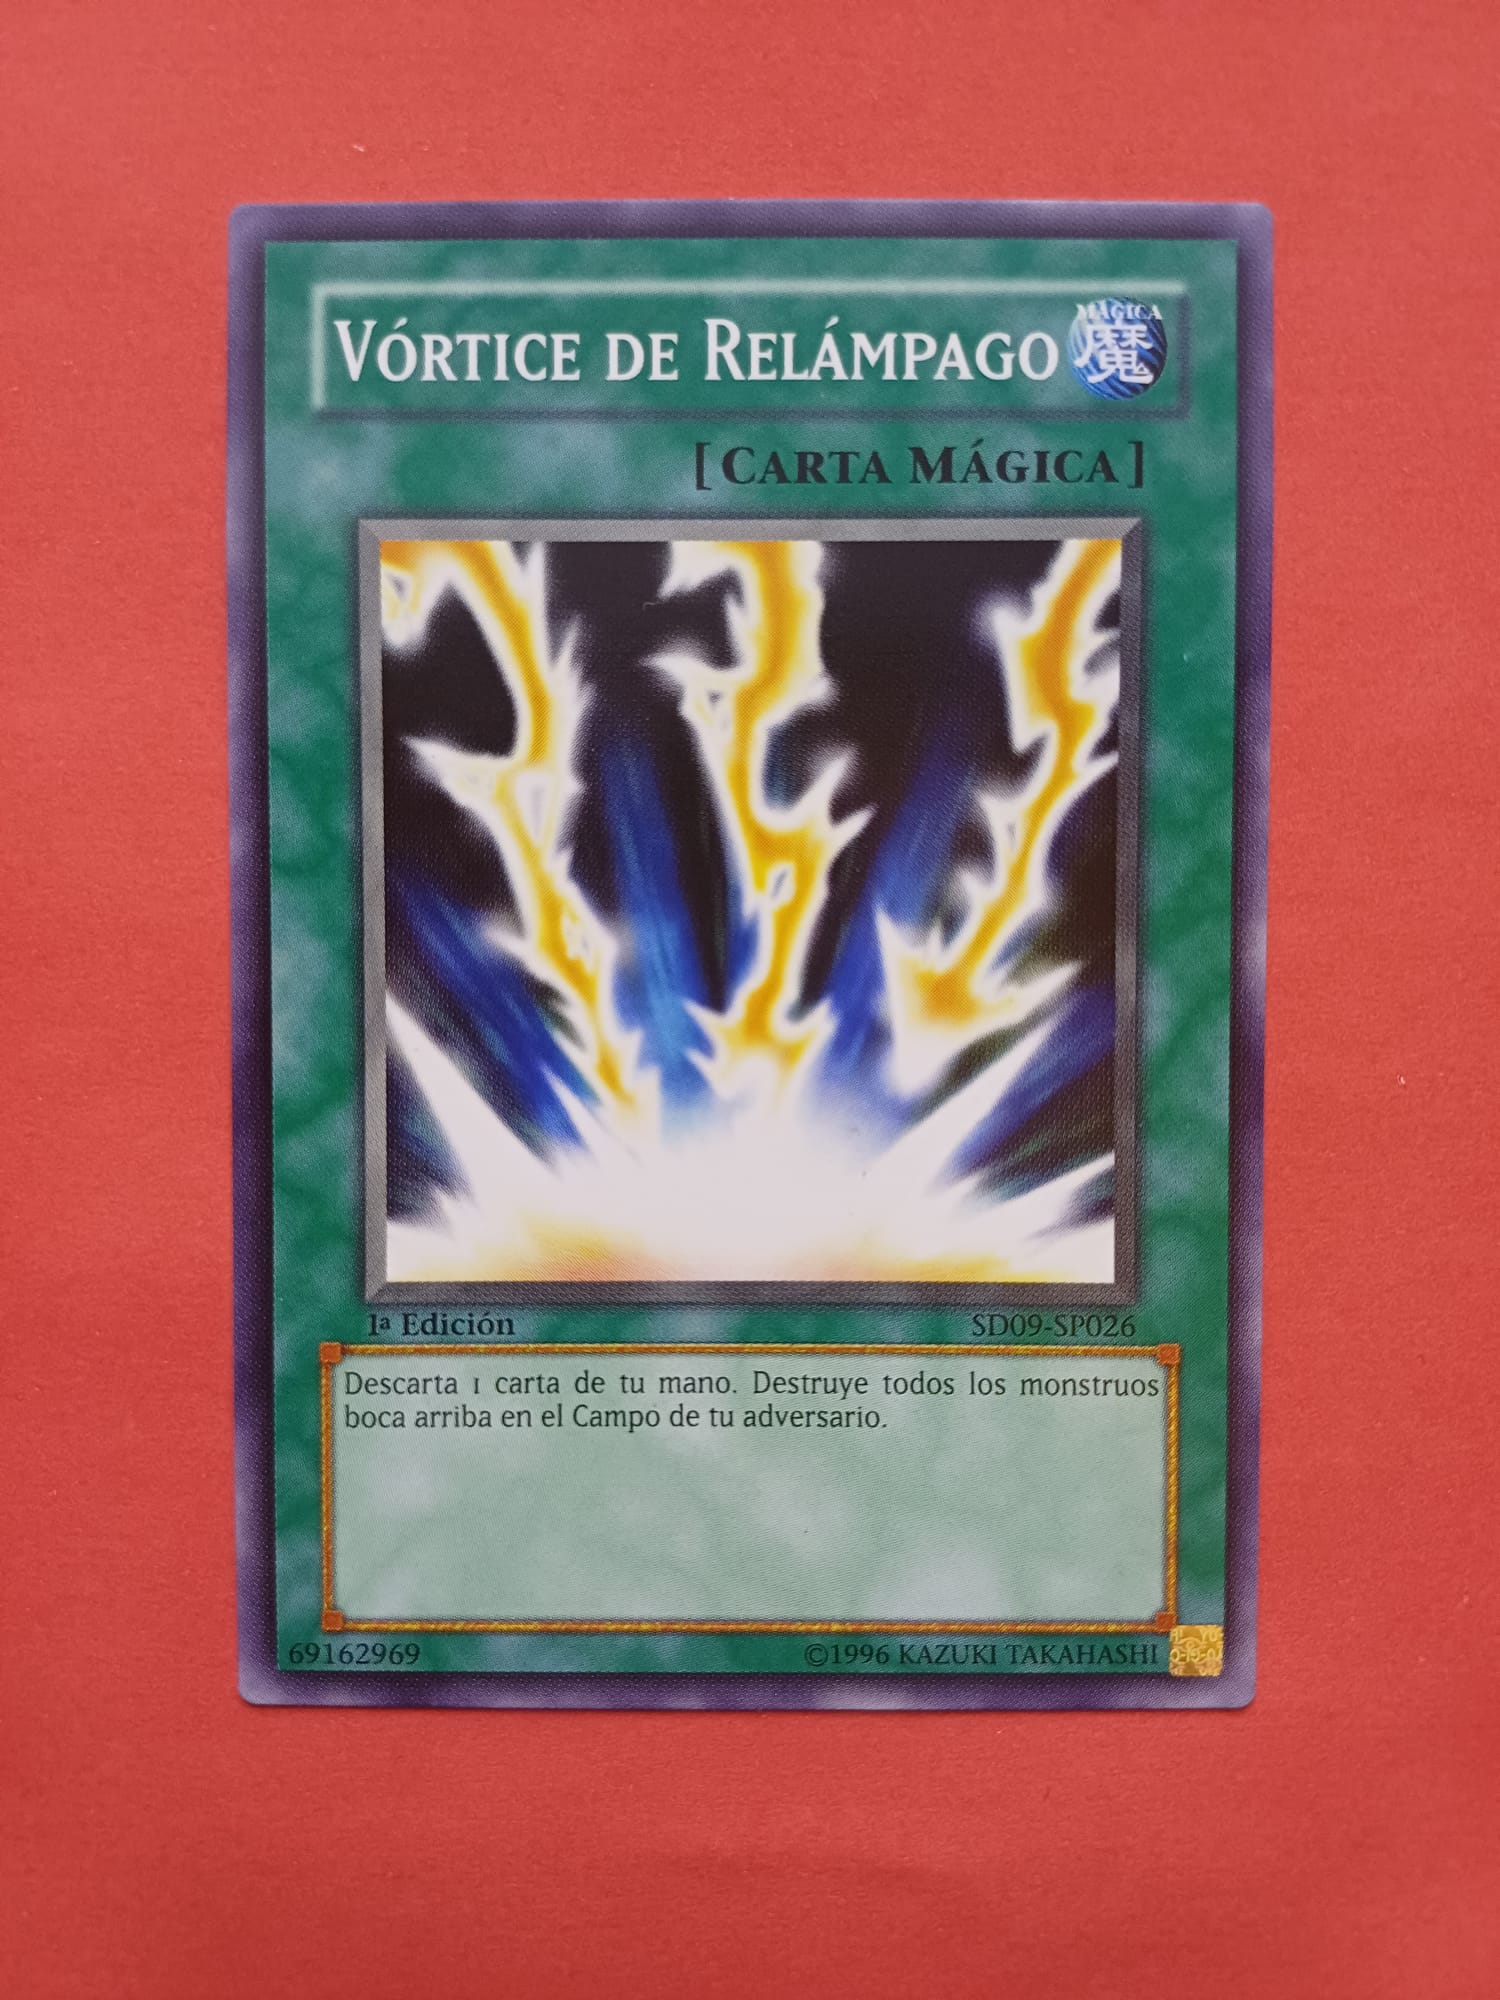 VÓRTICE DE RELÁMPAGO
MÁGICA
魔
[CARTA MÁGICA]
1ª Edición
SD09-SP026
Descarta 1 carta de tu mano. Destruye todos los monstruos
boca arriba en el Campo de tu adversario.
69162969
©1996 KAZUKI TAKAHASHI